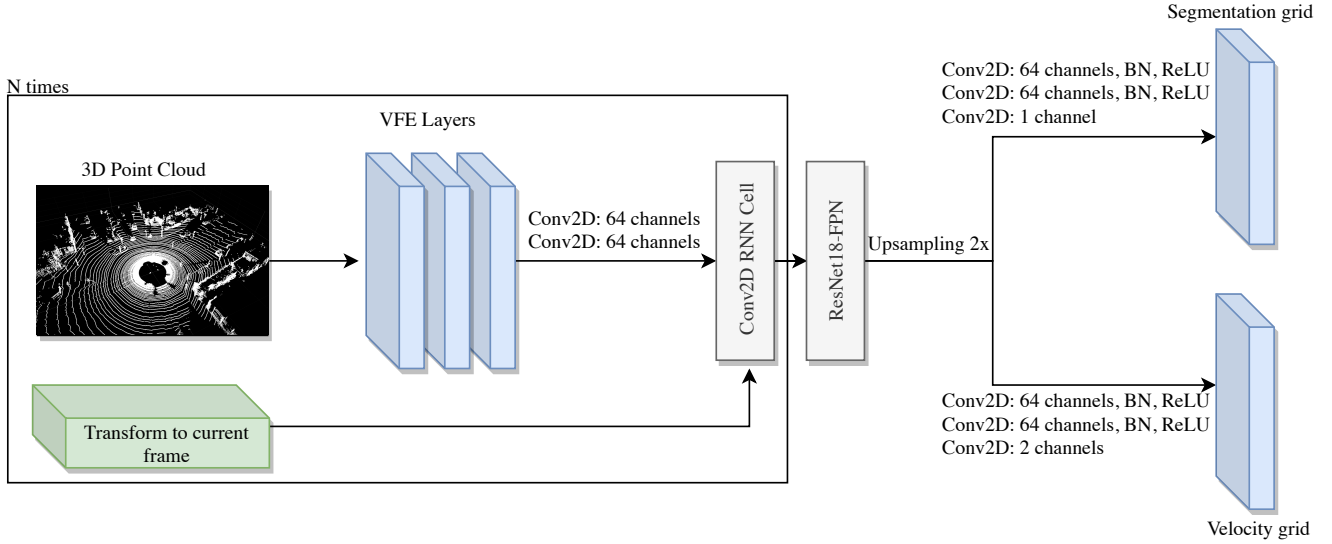 Segmentation grid
Conv2D: 64 channels, BN, ReLU
Conv2D: 64 channels, BN, ReLU
Conv2D: 1 channel
N times
VFE Layers
3D Point Cloud
Conv2D: 64 channels
Conv2D: 64 channels
Conv2D RNN Cell
ResNet18-FPN
Upsampling 2x
Transform to current
frame
Conv2D: 64 channels, BN, ReLU
Conv2D: 64 channels, BN, ReLU
Conv2D: 2 channels
Velocity grid